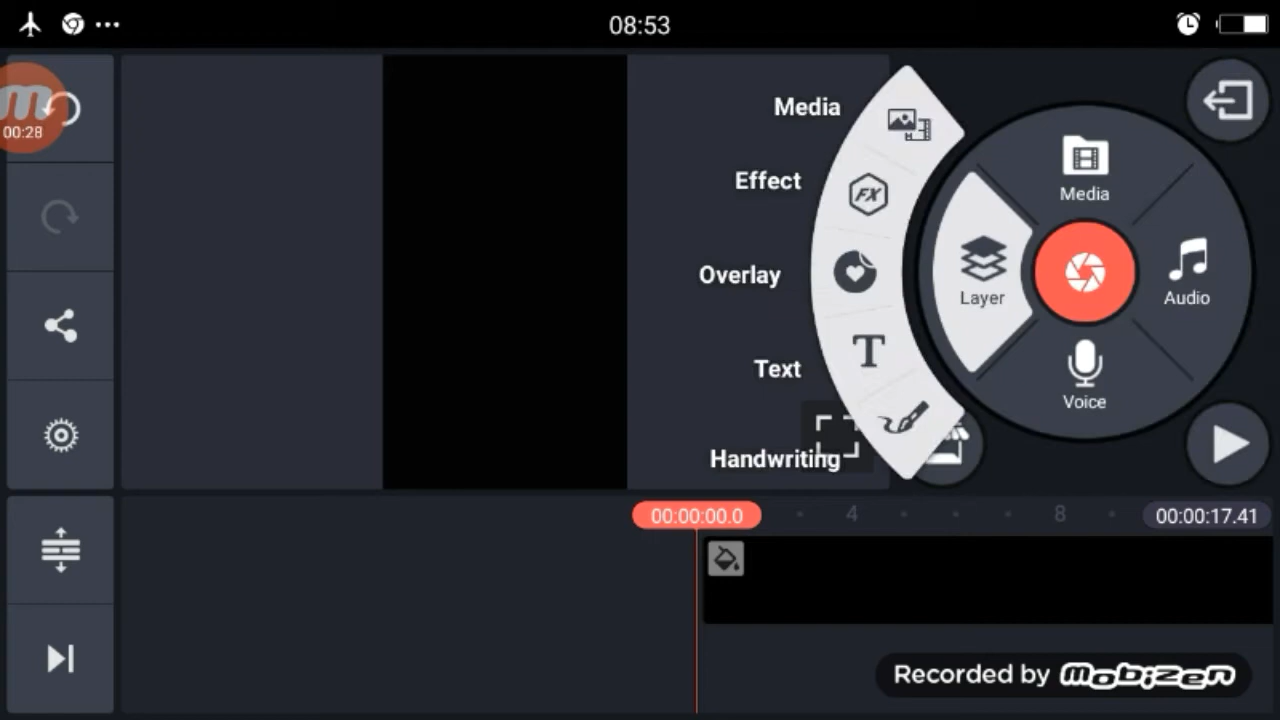 08:53
m
00:28
Media
Effect
FX
Overlay
T
Text
Handwriting
Media
Layer
Audio
Voice
00:00:00.0
4
8
00:00:17.41
Recorded by mobizen